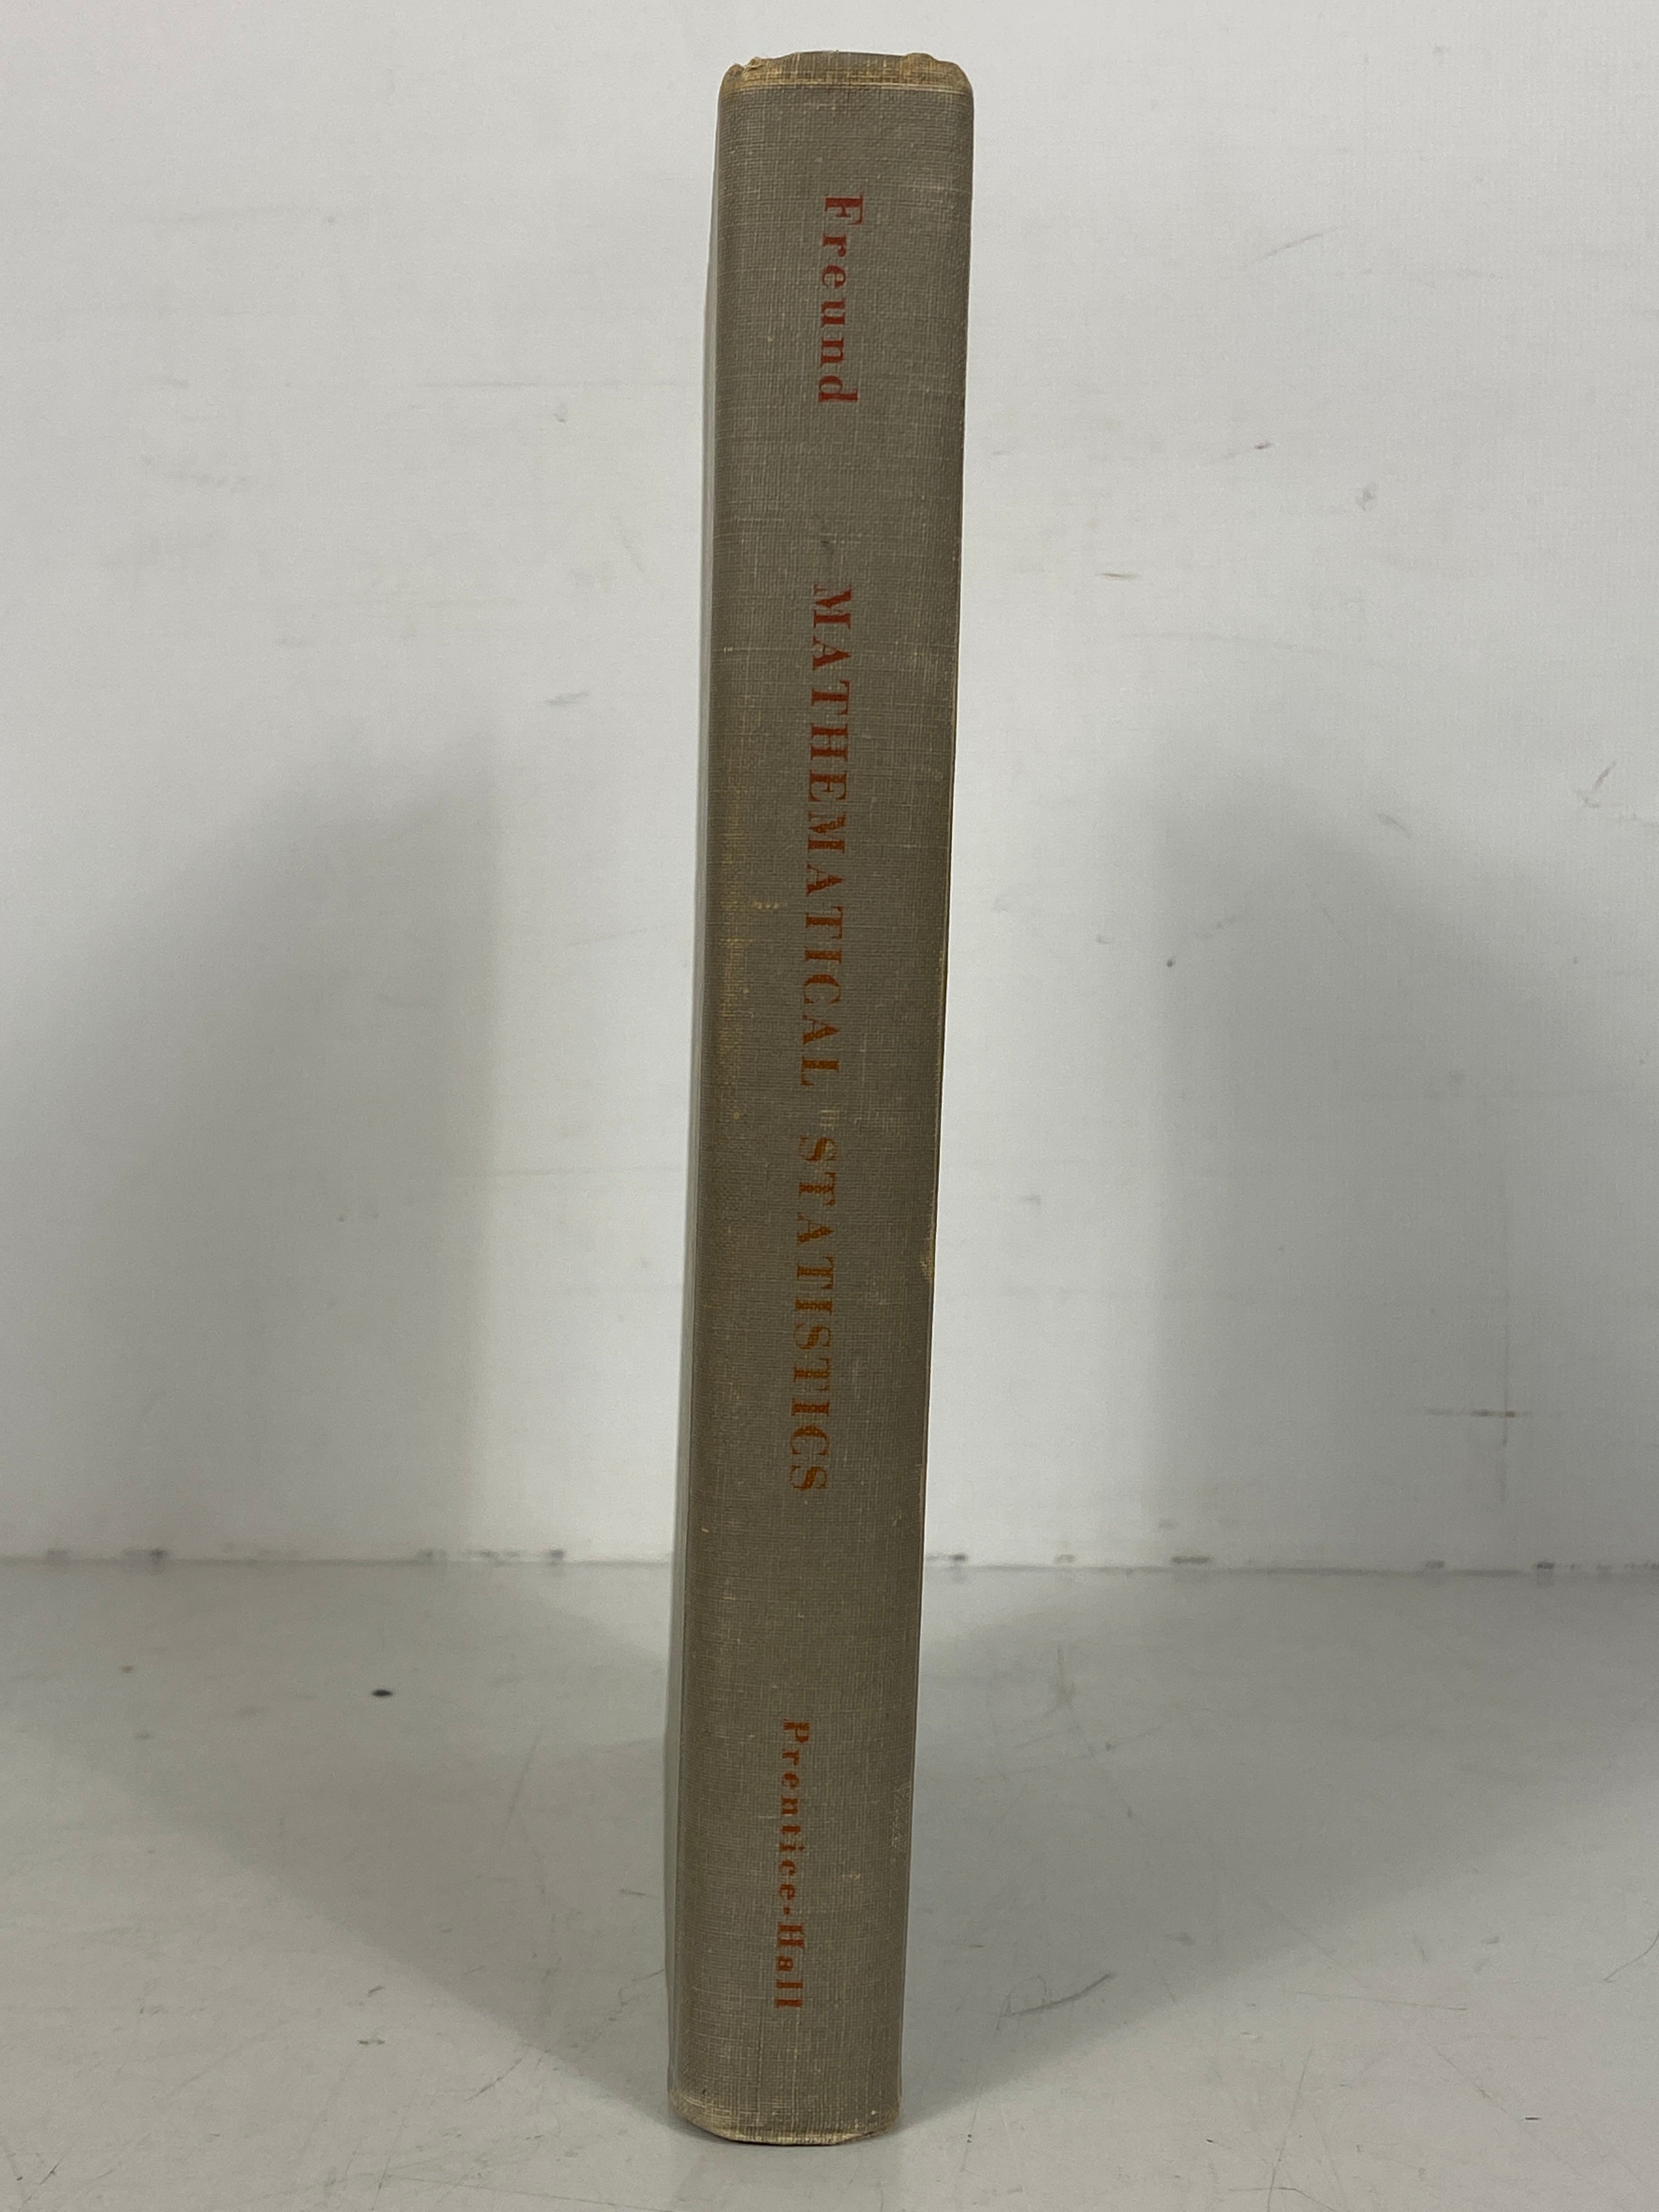 Freund
MATHEMATICAL STATISTICS
Prentice-Hall